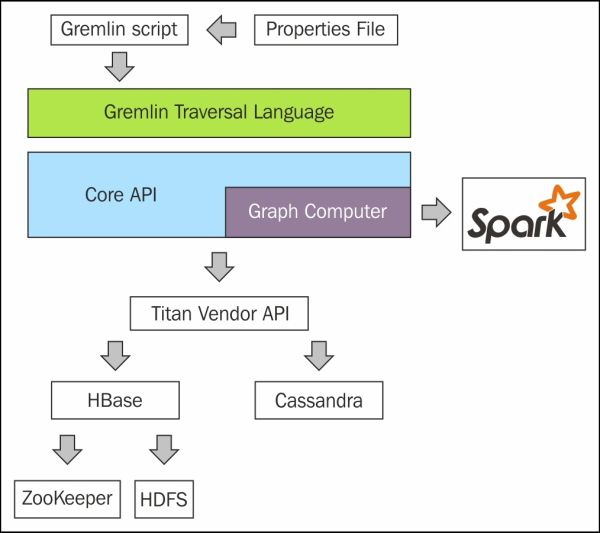 Gremlin script
Properties File
Gremlin Traversal Language
Core API
Graph Computer
Spark
Titan Vendor API
HBase
Cassandra
ZooKeeper
HDFS